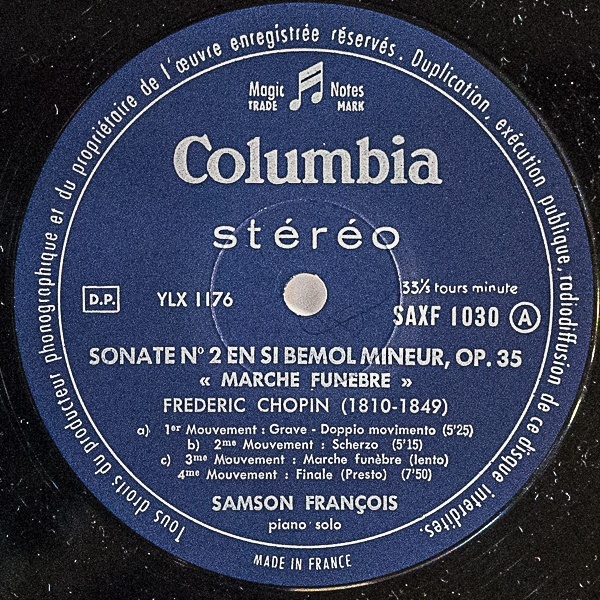 Tous droits du producteur phonographique et du propriétaire de l'œuvre enregistrée réservés. Duplication, exécution publique, radiodiffusion de ce disque interdites.
Magic Notes
TRADE MARK
Columbia
stéréo
D.P. YLX 1176
33⅓ tours minute
SAXF 1030 A
SONATE Nº 2 EN SI BEMOL MINEUR, OP. 35
« MARCHE FUNEBRE »
FREDERIC CHOPIN (1810-1849)
a) 1er Mouvement : Grave - Doppio movimento (5'25)
b) 2me Mouvement : Scherzo (5'15)
c) 3me Mouvement : Marche funèbre (lento)
4me Mouvement : Finale (Presto) (7'50)
SAMSON FRANÇOIS
piano solo
MADE IN FRANCE